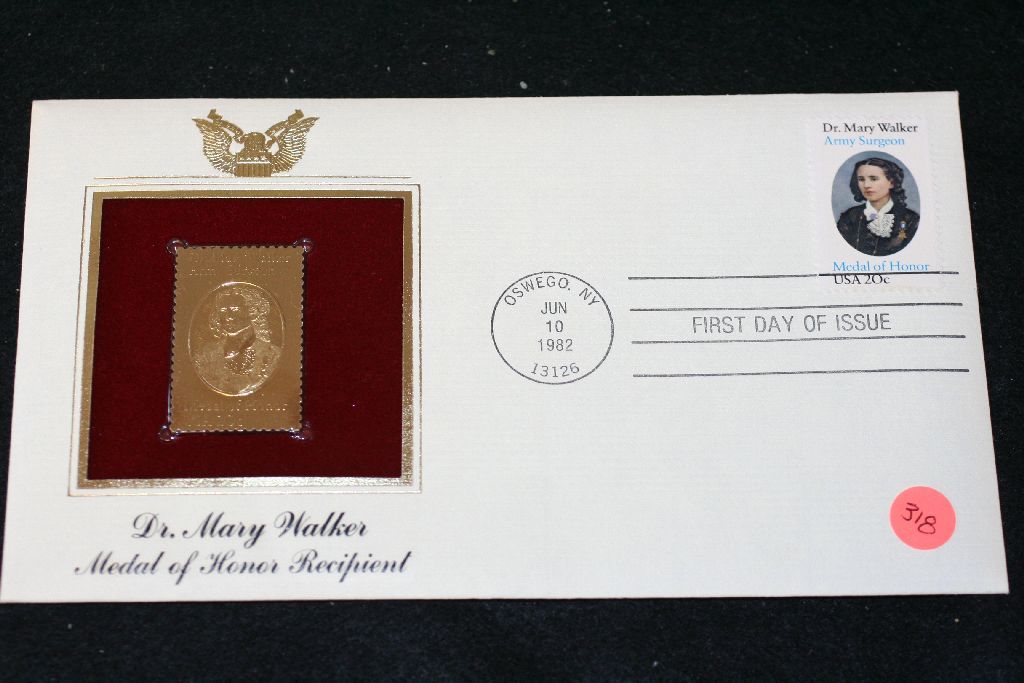 Dr. Mary Walker
Army Surgeon
Medal of Honor
USA 20c
OSWEGO, NY
JUN
10
1982
13126
FIRST DAY OF ISSUE
Dr. Mary Walker
Medal of Honor Recipient
318